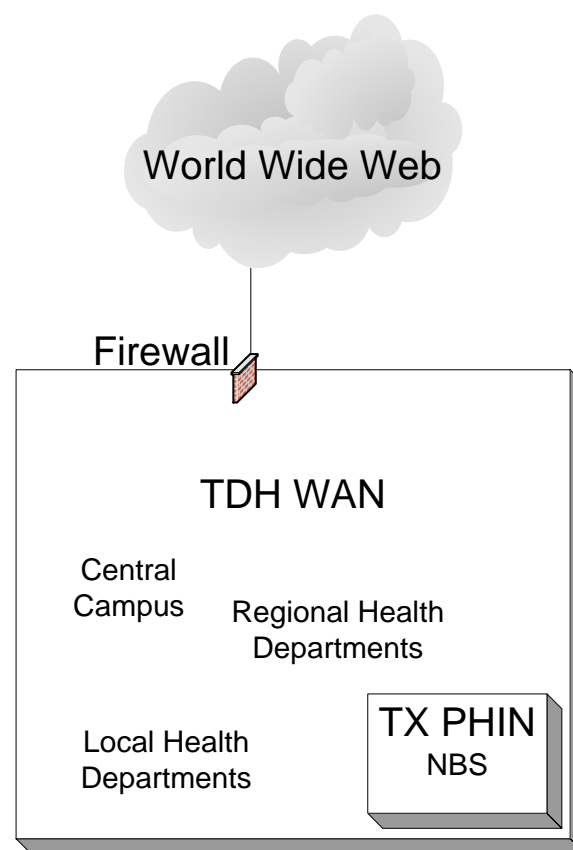 World Wide Web
Firewall
TDH WAN
Central
Campus
Regional Health
Departments
Local Health
Departments
TX PHIN
NBS